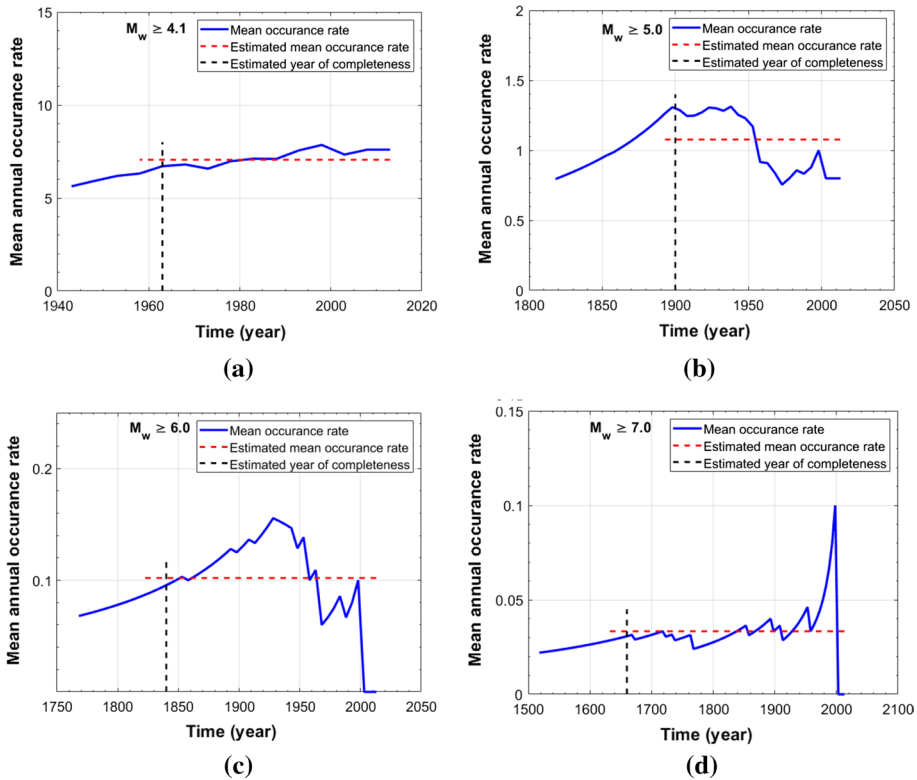 M_w ≥ 4.1
Mean occurance rate
Estimated mean occurance rate
Estimated year of completeness
Mean annual occurance rate
15
10
5
0
1940
1960
1980
2000
2020
Time (year)
(a)
M_w ≥ 5.0
Mean occurance rate
Estimated mean occurance rate
Estimated year of completeness
Mean annual occurance rate
2
1.5
1
0.5
0
1800
1850
1900
1950
2000
2050
Time (year)
(b)
M_w ≥ 6.0
Mean occurance rate
Estimated mean occurance rate
Estimated year of completeness
Mean annual occurance rate
0.2
0.1
1750
1800
1850
1900
1950
2000
2050
Time (year)
(c)
M_w ≥ 7.0
Mean occurance rate
Estimated mean occurance rate
Estimated year of completeness
Mean annual occurance rate
0.15
0.1
0.05
0
1500
1600
1700
1800
1900
2000
2100
Time (year)
(d)